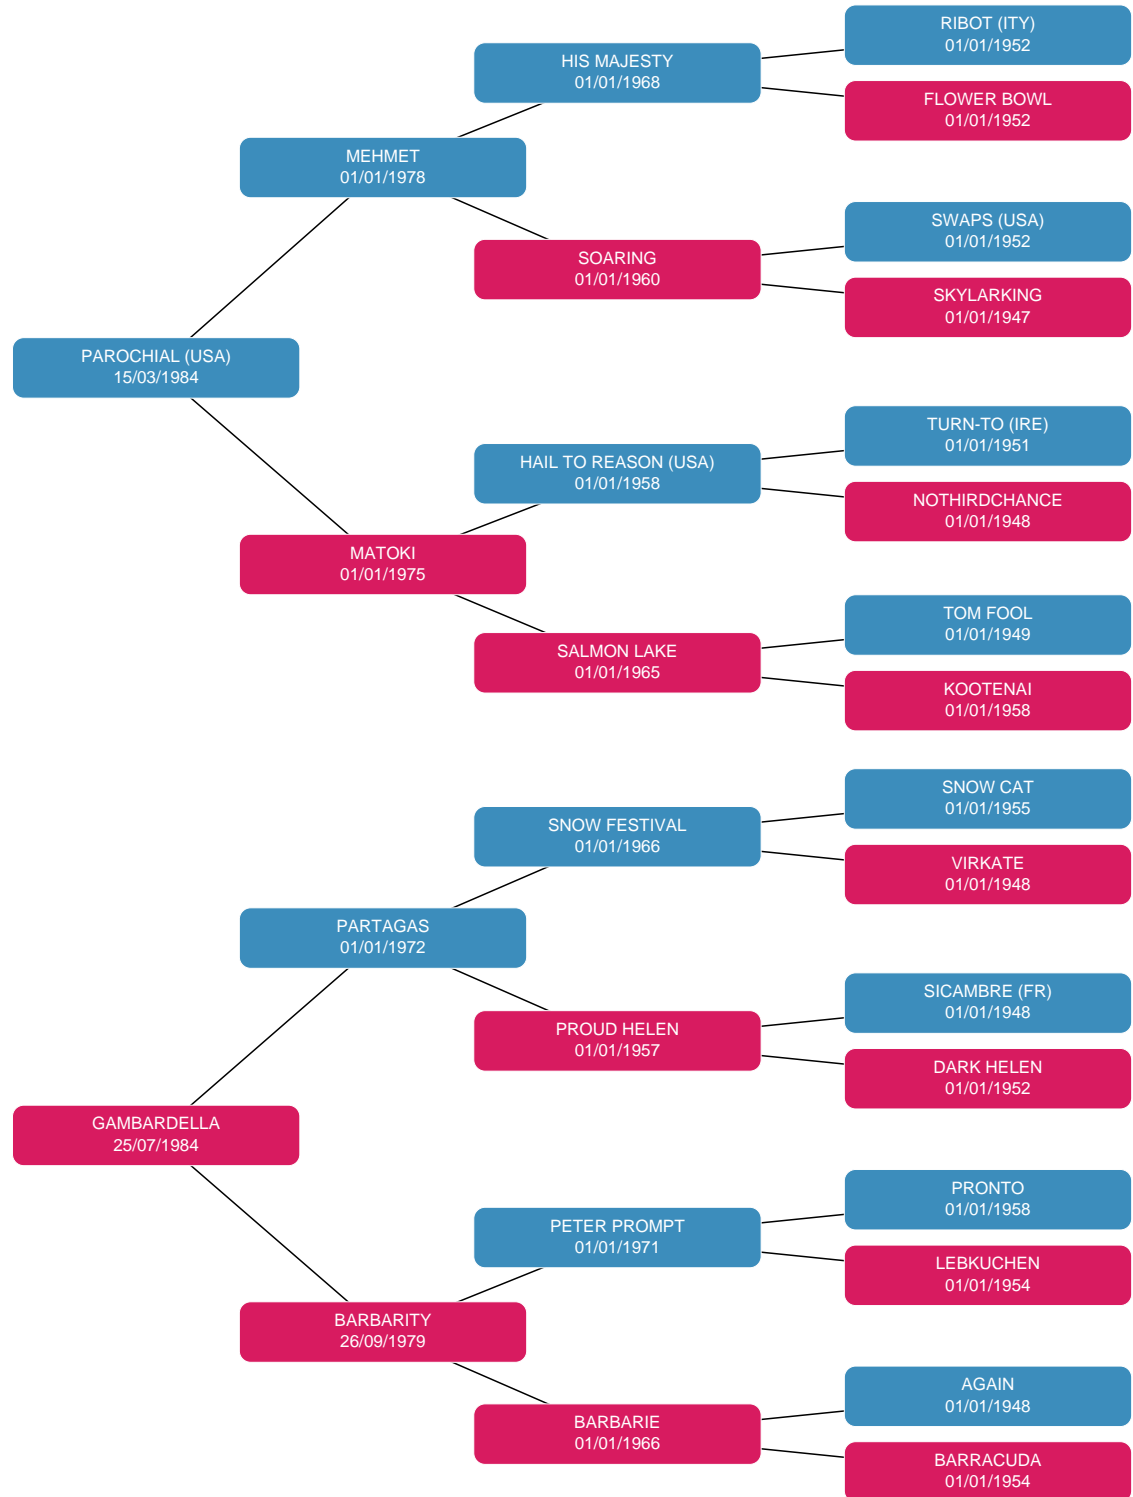 RIBOT (ITY)
01/01/1952
HIS MAJESTY
01/01/1968
FLOWER BOWL
01/01/1952
MEHMET
01/01/1978
SWAPS (USA)
01/01/1952
SOARING
01/01/1960
SKYLARKING
01/01/1947
PAROCHIAL (USA)
15/03/1984
TURN-TO (IRE)
01/01/1951
HAIL TO REASON (USA)
01/01/1958
NOTHIRDCHANCE
01/01/1948
MATOKI
01/01/1975
TOM FOOL
01/01/1949
SALMON LAKE
01/01/1965
KOOTENAI
01/01/1958
SNOW CAT
01/01/1955
SNOW FESTIVAL
01/01/1966
VIRKATE
01/01/1948
PARTAGAS
01/01/1972
SICAMBRE (FR)
01/01/1948
PROUD HELEN
01/01/1957
DARK HELEN
01/01/1952
GAMBARDELLA
25/07/1984
PRONTO
01/01/1958
PETER PROMPT
01/01/1971
LEBKUCHEN
01/01/1954
BARBARITY
26/09/1979
AGAIN
01/01/1948
BARBARIE
01/01/1966
BARRACUDA
01/01/1954